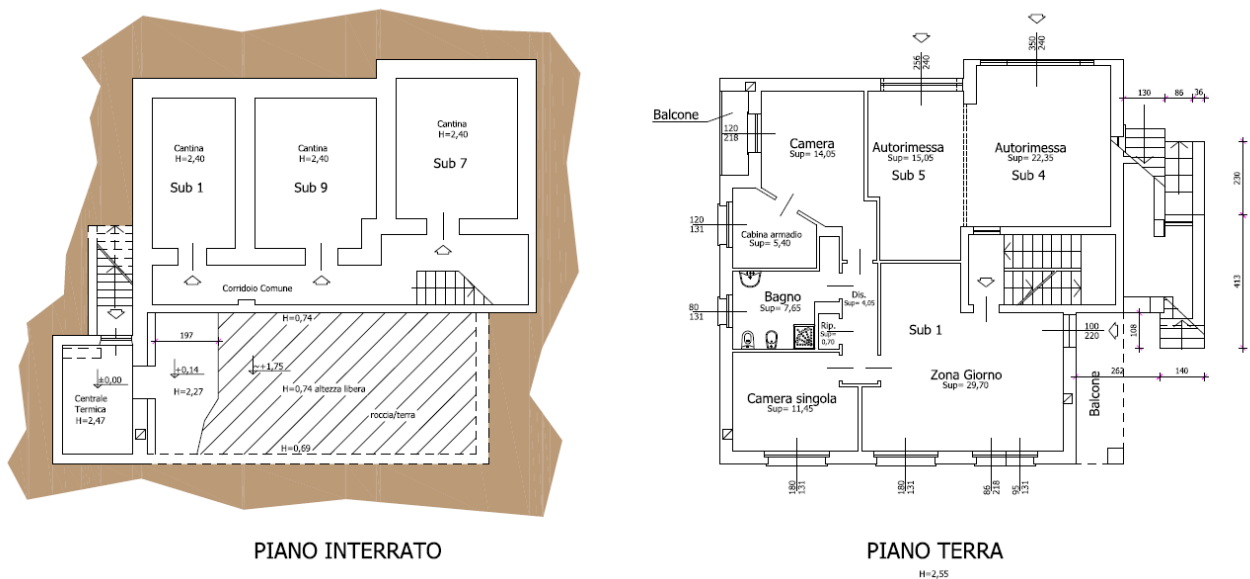 Cantina
H=2,40
Sub 1
Cantina
H=2,40
Sub 9
Cantina
H=2,40
Sub 7
Corridoio Comune
H=0,74
197
±0,00
+0,14
H=2,27
~+1,75
H=0,74 altezza libera
Centrale
Termica
H=2,47
roccia/terra
H=0,69
PIANO INTERRATO
256
240
350
240
130
86
36
Balcone
120
218
Camera
Sup= 14,05
Autorimessa
Sup= 15,05
Sub 5
Autorimessa
Sup= 22,35
Sub 4
230
120
131
Cabina armadio
Sup= 5,40
413
80
131
Bagno
Sup= 7,65
Dis.
Sup= 4,05
Rip.
Sup=
0,70
Sub 1
100
220
108
Zona Giorno
Sup= 29,70
262
140
Balcone
Camera singola
Sup= 11,45
180
131
180
131
86
218
95
131
PIANO TERRA
H=2,55